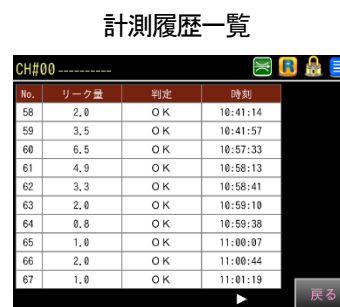 計測履歴一覧
CH#00 ----------
R
No. リーク量 判定 時刻
58 2.0 OK 10:41:14
59 3.5 OK 10:41:57
60 6.5 OK 10:57:33
61 4.9 OK 10:58:13
62 3.3 OK 10:58:41
63 2.0 OK 10:59:10
64 0.8 OK 10:59:38
65 1.0 OK 11:00:07
66 2.0 OK 11:00:44
67 1.0 OK 11:01:19
戻る